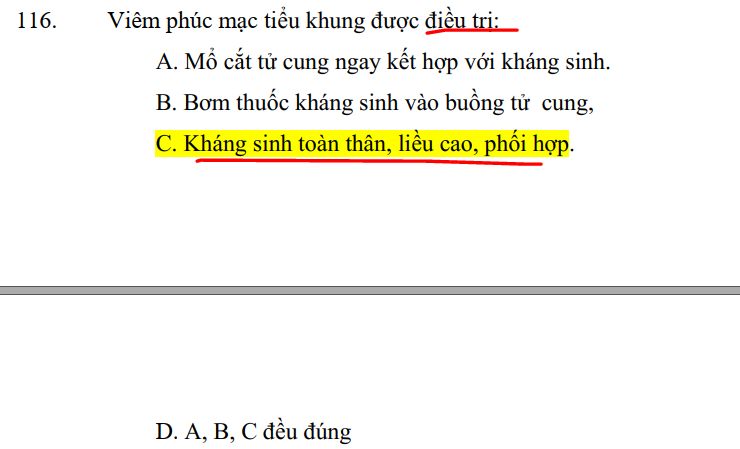 116. Viêm phúc mạc tiểu khung được điều trị:
A. Mổ cắt tử cung ngay kết hợp với kháng sinh.
B. Bơm thuốc kháng sinh vào buồng tử cung,
C. Kháng sinh toàn thân, liều cao, phối hợp.
D. A, B, C đều đúng